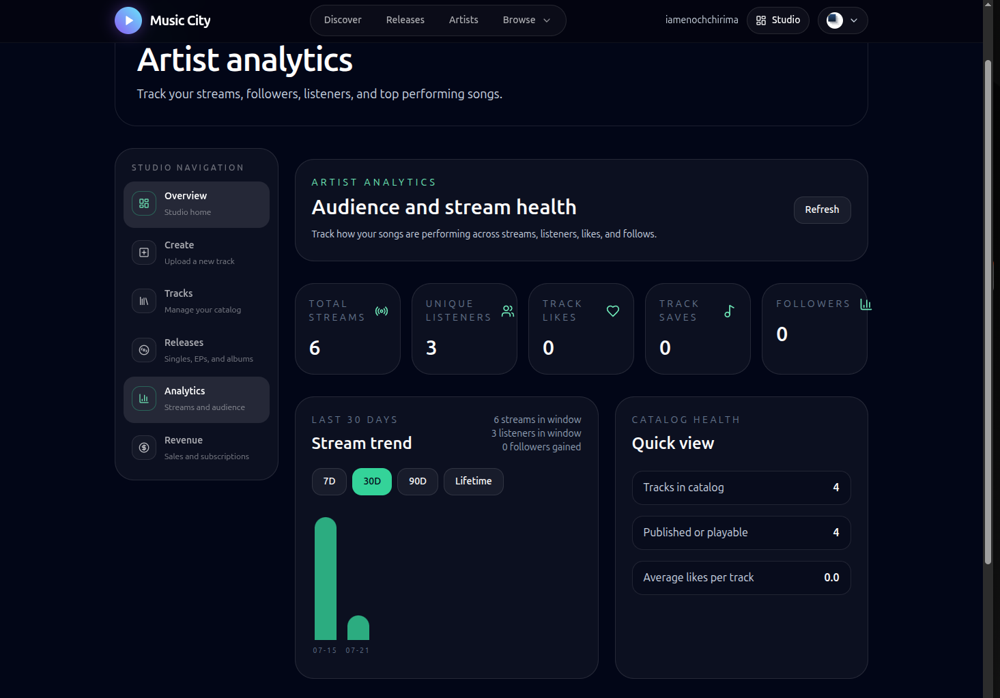 Music City
Discover
Releases
Artists
Browse
iamenochchirima
Studio
Artist analytics
Track your streams, followers, listeners, and top performing songs.
STUDIO NAVIGATION
Overview
Studio home
Create
Upload a new track
Tracks
Manage your catalog
Releases
Singles, EPs, and albums
Analytics
Streams and audience
Revenue
Sales and subscriptions
ARTIST ANALYTICS
Audience and stream health
Track how your songs are performing across streams, listeners, likes, and follows.
Refresh
TOTAL
STREAMS
6
UNIQUE
LISTENERS
3
TRACK
LIKES
0
TRACK
SAVES
0
FOLLOWERS
0
LAST 30 DAYS
Stream trend
6 streams in window
3 listeners in window
0 followers gained
7D
30D
90D
Lifetime
07-15
07-21
CATALOG HEALTH
Quick view
Tracks in catalog
4
Published or playable
4
Average likes per track
0.0